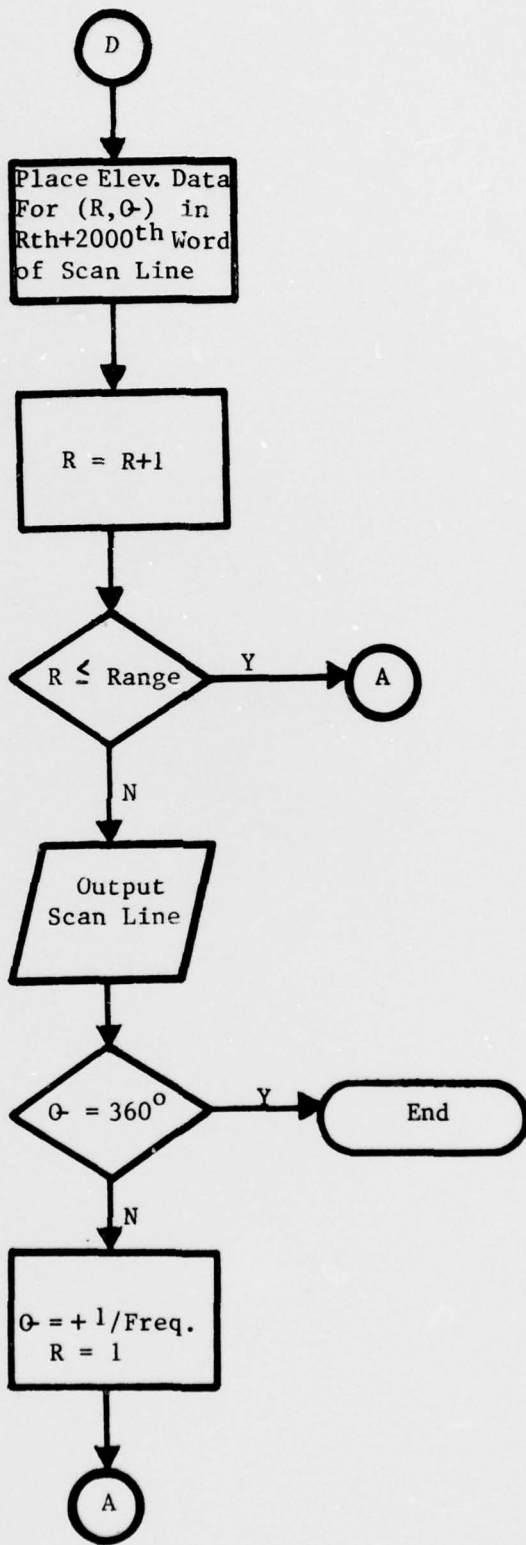 D
Place Elev. Data
For (R,Θ) in
Rth+2000th Word
of Scan Line
R = R+1
R ≤ Range
Y
A
N
Output
Scan Line
Θ = 360°
Y
End
N
Θ = + 1/Freq.
R = 1
A